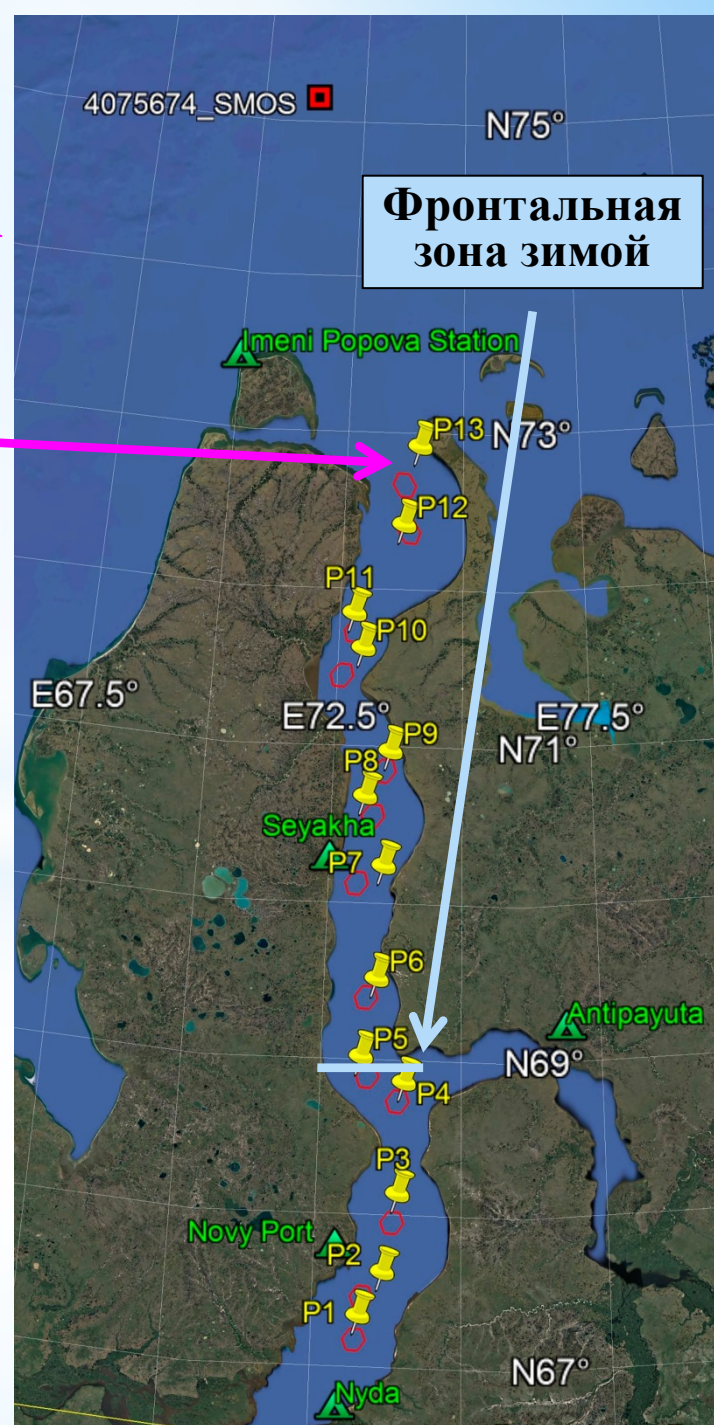 4075674_SMOS
N75°
Фронтальная
зона зимой
Imeni Popova Station
P13
N73°
P12
P11
P10
E67.5°
E72.5°
E77.5°
P9
N71°
P8
Seyakha
P7
P6
Antipayuta
P5
N69°
P4
P3
Novy Port
P2
P1
N67°
Nyda